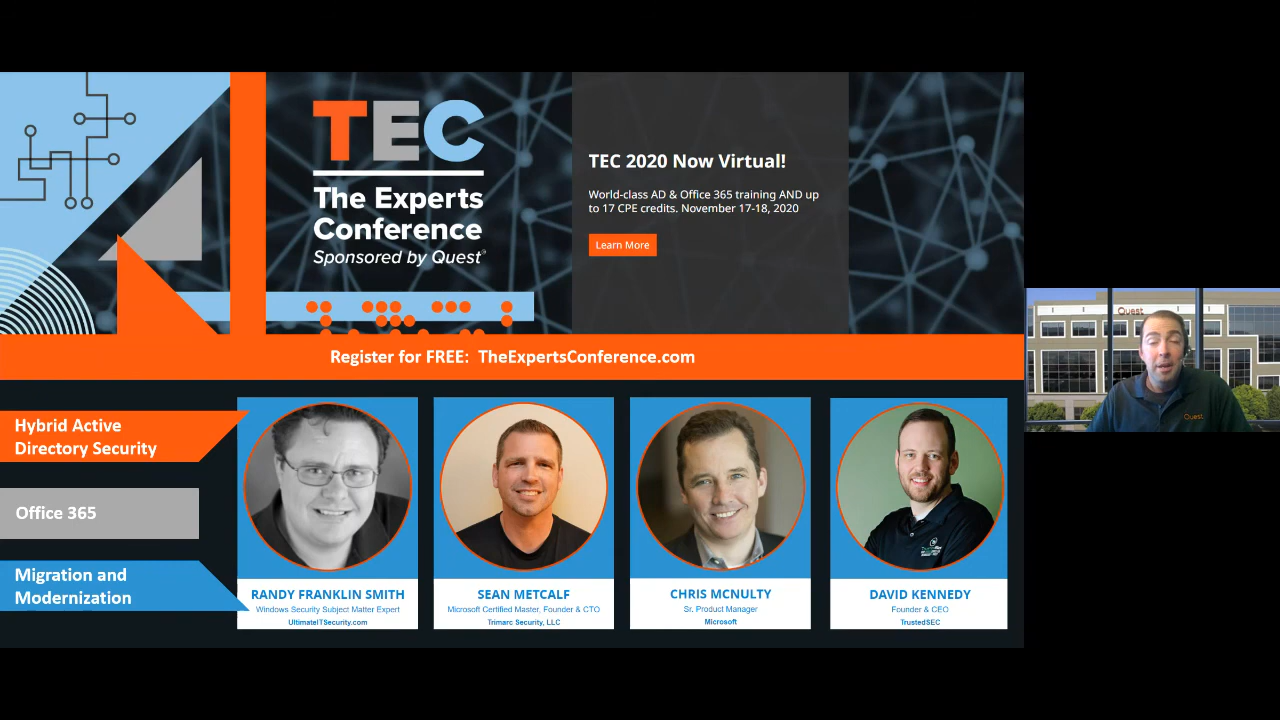 TEC
The Experts
Conference
Sponsored by Quest
TEC 2020 Now Virtual!
World-class AD & Office 365 training AND up
to 17 CPE credits. November 17-18, 2020
Learn More
Register for FREE: TheExpertsConference.com
Hybrid Active
Directory Security
Office 365
Migration and
Modernization
RANDY FRANKLIN SMITH
Windows Security Subject Matter Expert
UltimateITSecurity.com
SEAN METCALF
Microsoft Certified Master, Founder & CTO
Trimarc Security, LLC
CHRIS MCNULTY
Sr. Product Manager
Microsoft
DAVID KENNEDY
Founder & CEO
TrustedSEC
Quest
Quest